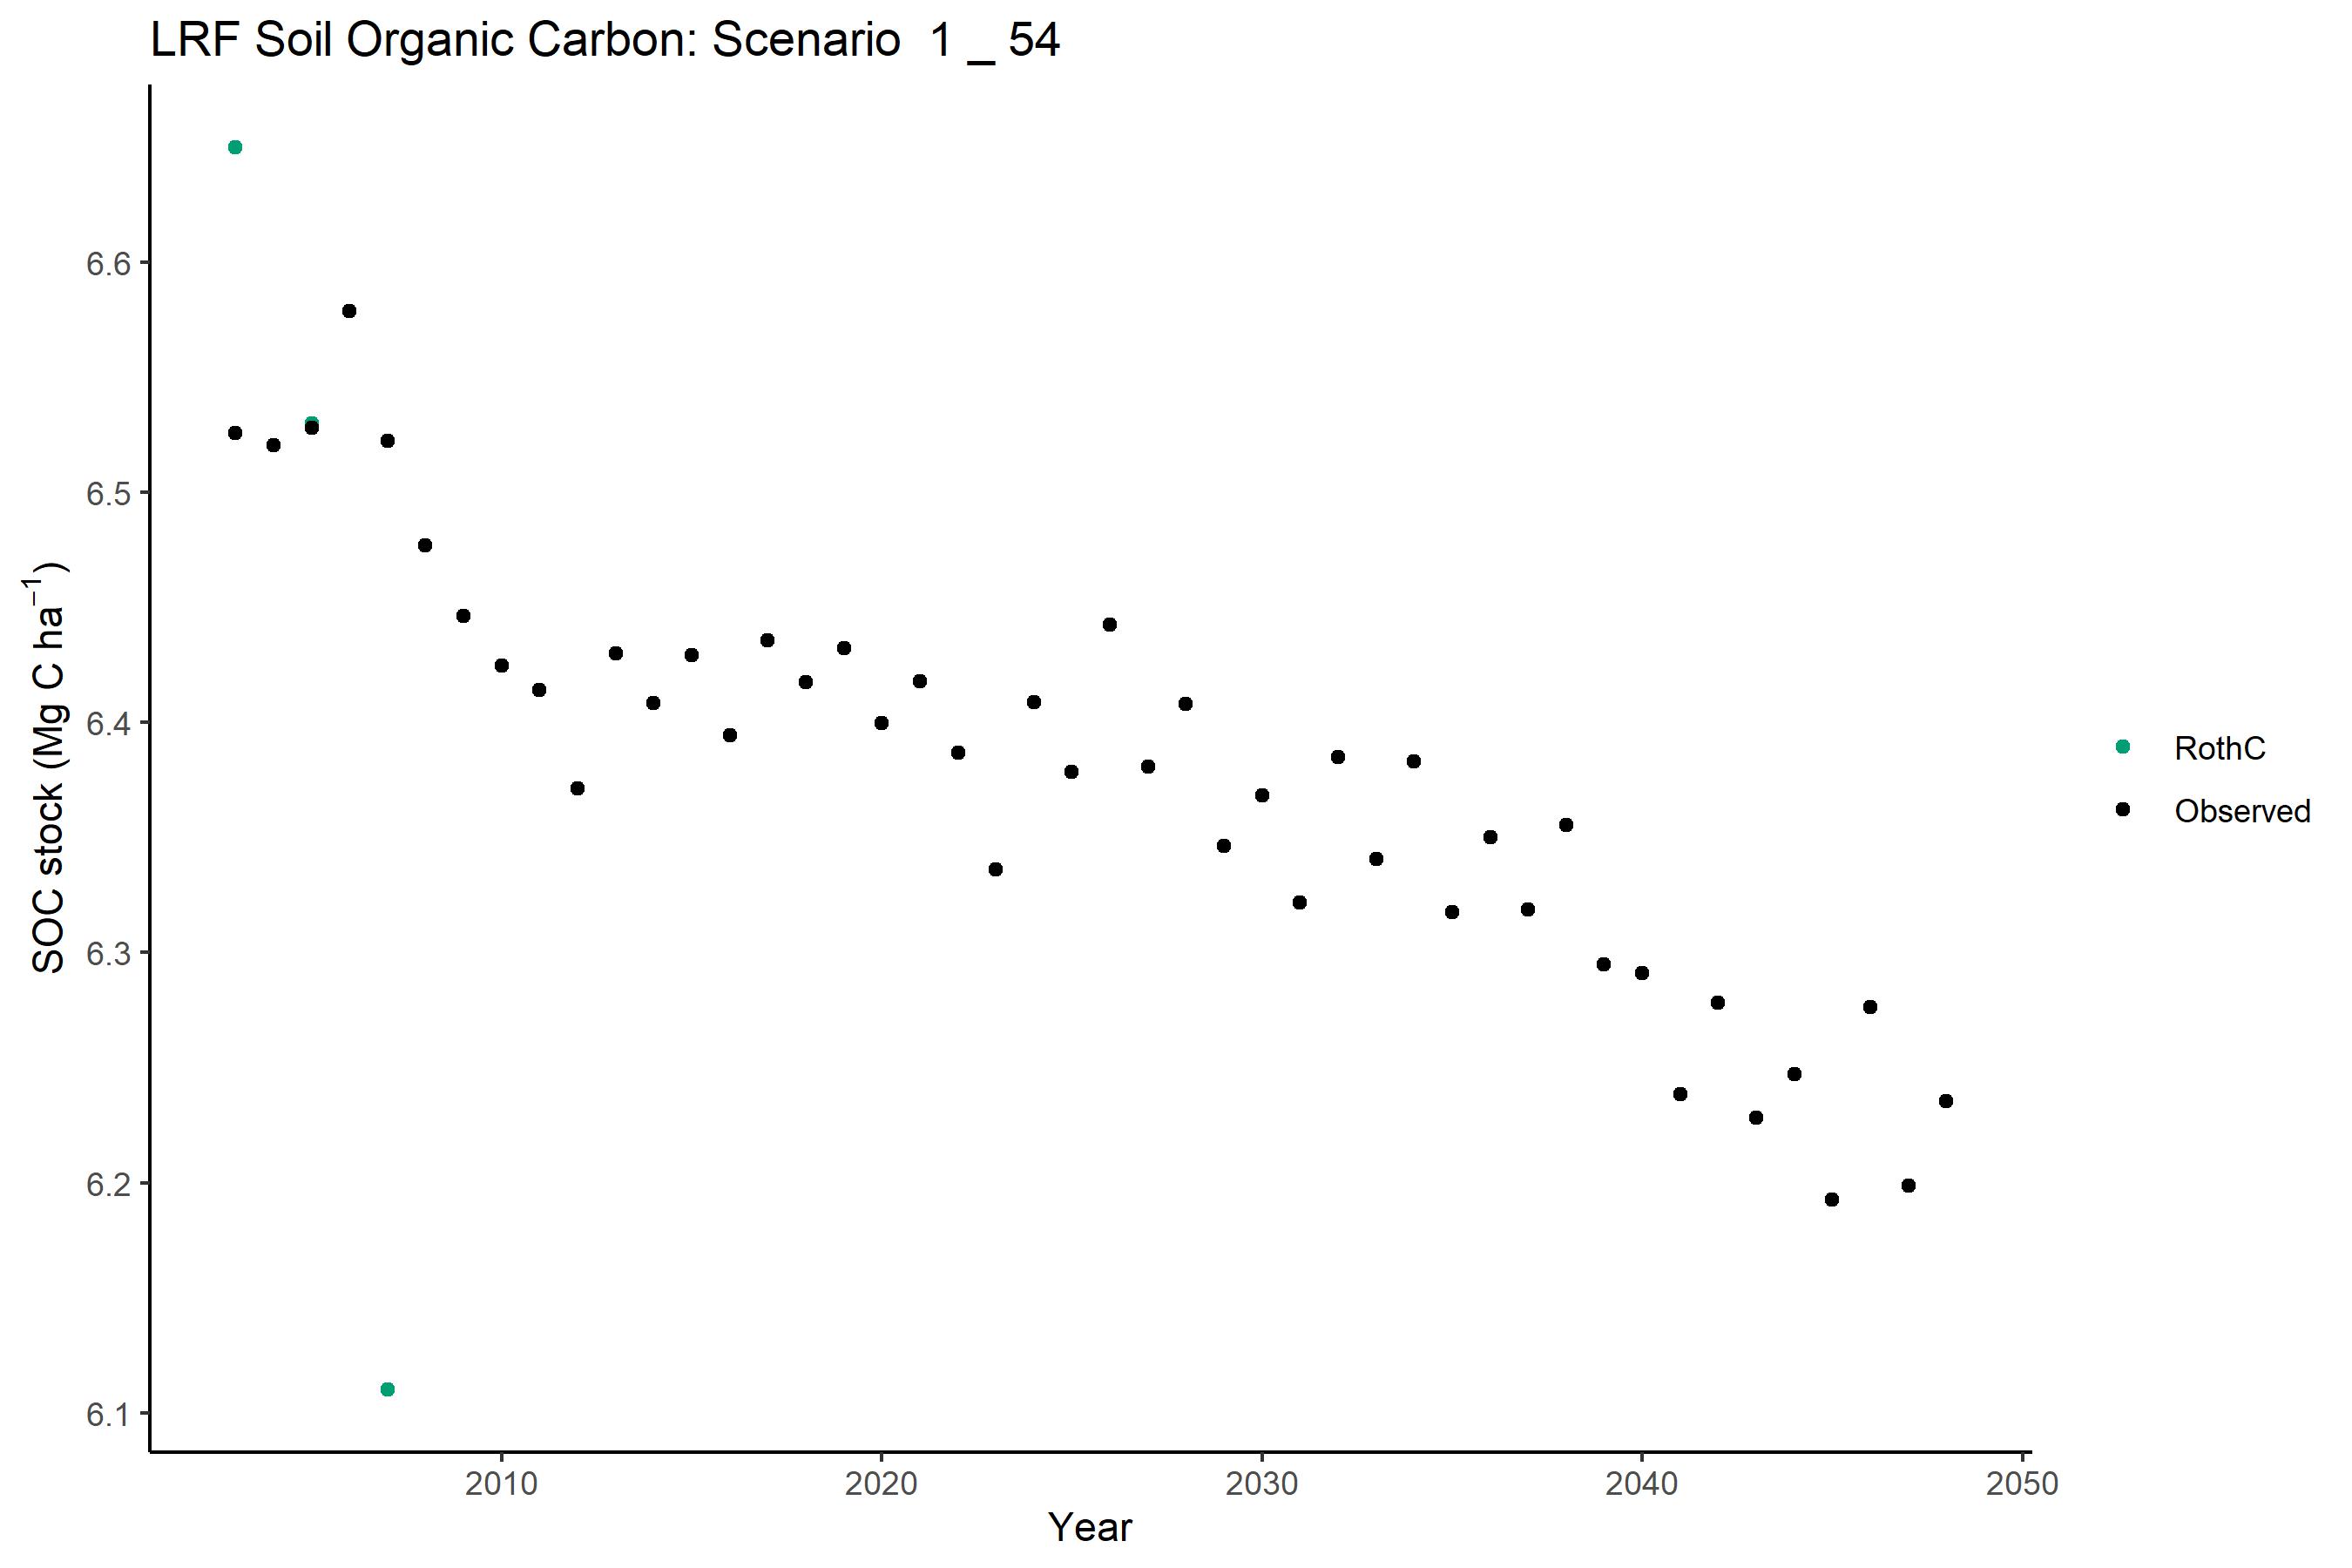 LRF Soil Organic Carbon: Scenario  1 _ 54
6.6
6.5
6.4
6.3
6.2
6.1
SOC stock (Mg C ha⁻¹)
2010
2020
2030
2040
2050
Year
RothC
Observed